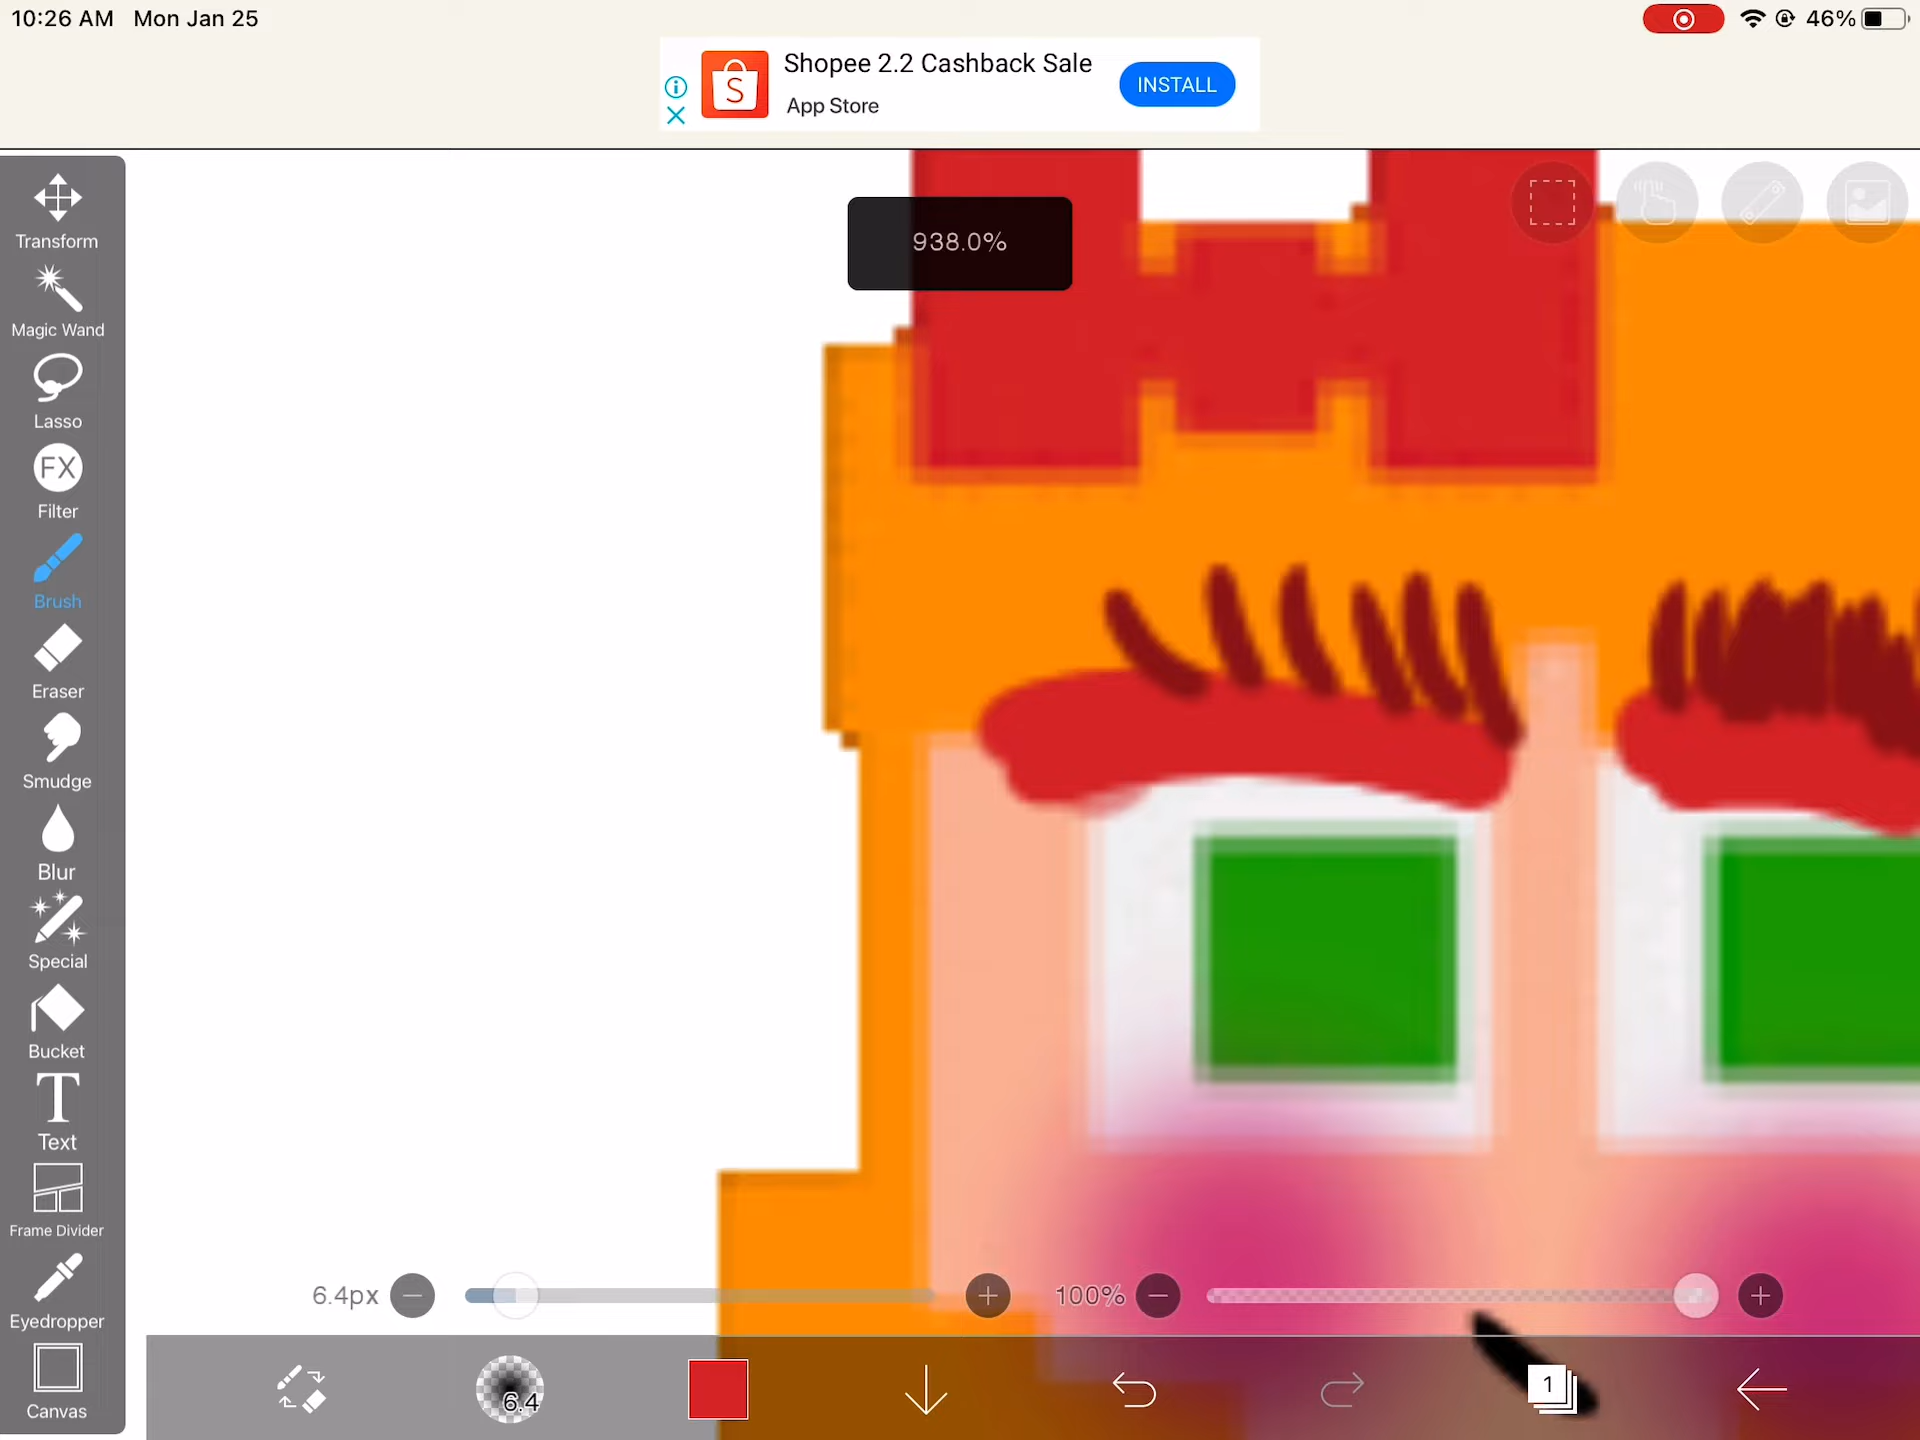 10:26 AM Mon Jan 25
46%
Shopee 2.2 Cashback Sale
App Store
INSTALL
S
938.0%
Transform
Magic Wand
Lasso
FX
Filter
Brush
Eraser
Smudge
Blur
Special
Bucket
T
Text
Frame Divider
Eyedropper
Canvas
6.4px
100%
6.4
1